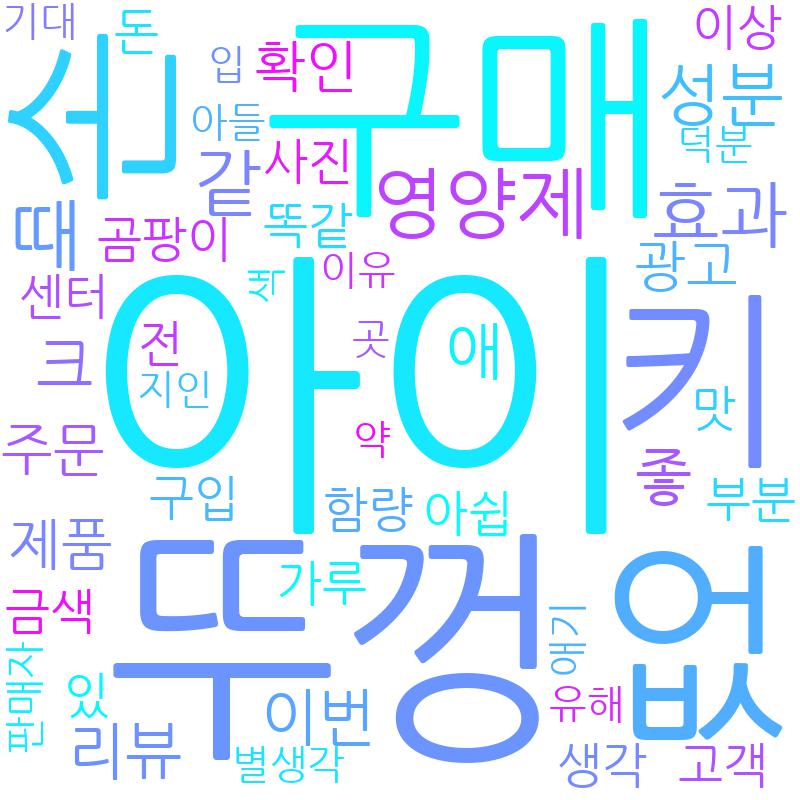 기대
돈
입
확인
구매
이상
손
아들
성분
덕분
같
사진
영양제
효과
때
곰팡이
똑같
광고
이유
색
센터
아이
키
전
곳
애
크
지인
맛
약
주문
좋
구입
함량
아쉽
부분
제품
뚜껑
없
가루
금색
얘기
판매자
있
이번
유해
리뷰
별생각
생각
고객